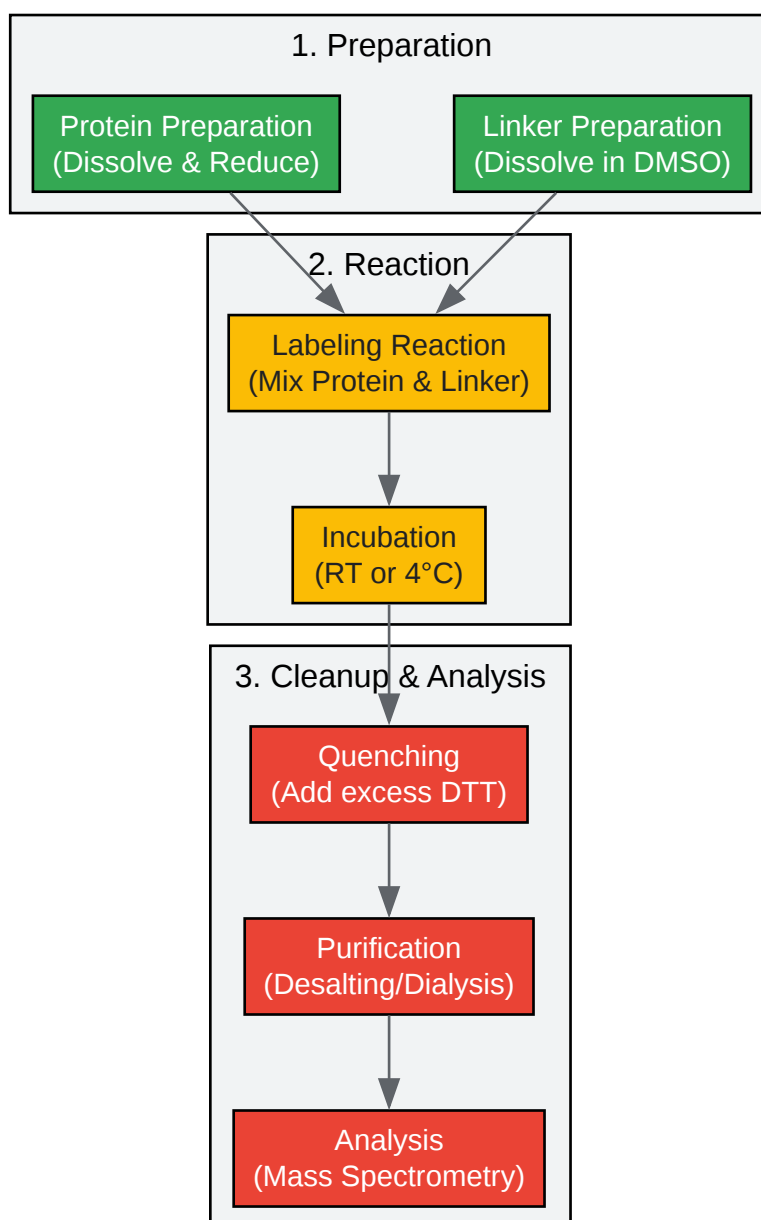 1. Preparation
Protein Preparation
(Dissolve & Reduce)
Linker Preparation
(Dissolve in DMSO)
2. Reaction
Labeling Reaction
(Mix Protein & Linker)
Incubation
(RT or 4°C)
3. Cleanup & Analysis
Quenching
(Add excess DTT)
Purification
(Desalting/Dialysis)
Analysis
(Mass Spectrometry)